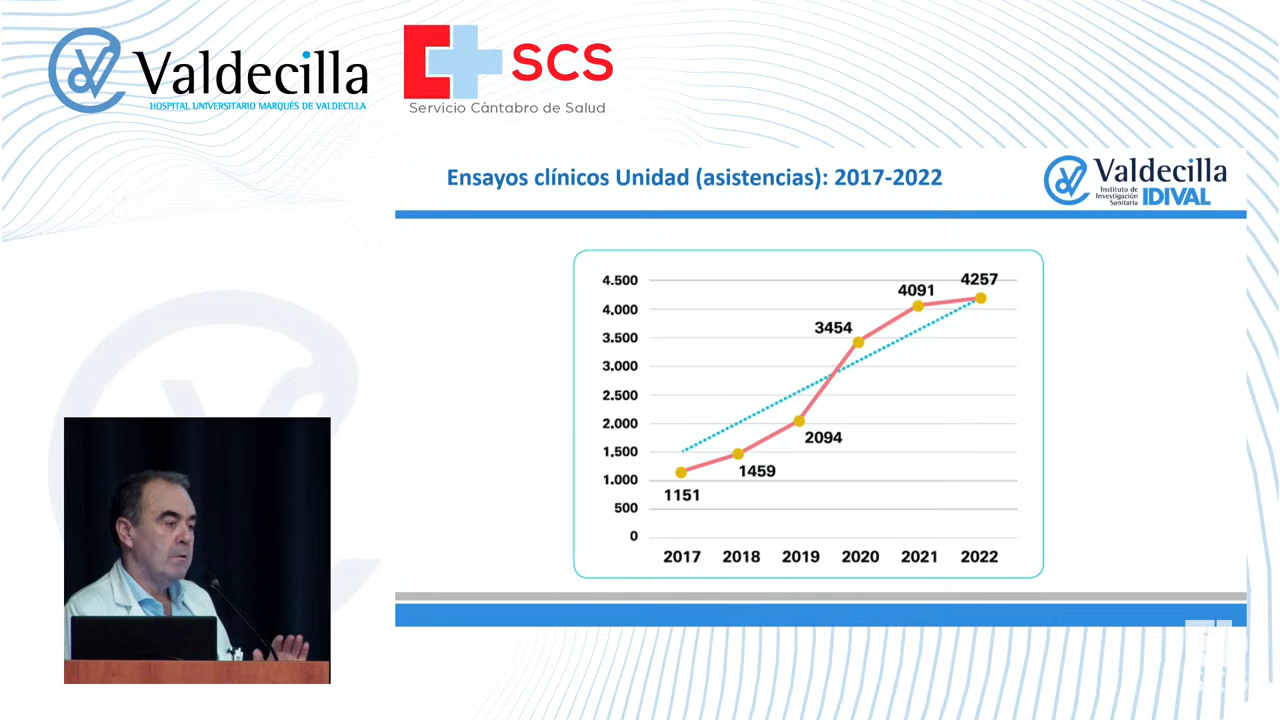 Valdecilla
HOSPITAL UNIVERSITARIO MARQUÉS DE VALDECILLA
SCS
Servicio Cántabro de Salud
Ensayos clínicos Unidad (asistencias): 2017-2022
Valdecilla
Instituto de
Investigación
Sanitaria
IDIVAL
4.500
4.000
3.500
3.000
2.500
2.000
1.500
1.000
500
0
1151
1459
2094
3454
4091
4257
2017 2018 2019 2020 2021 2022